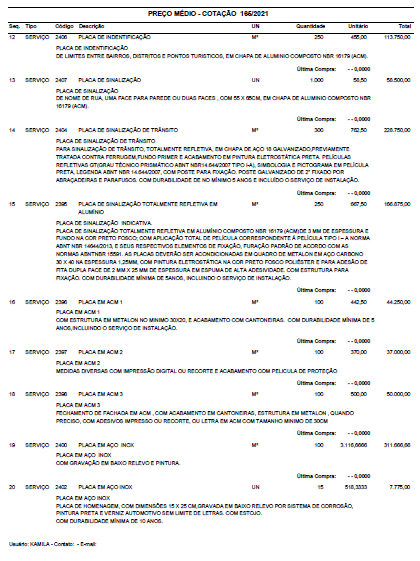 PREÇO MÉDIO - COTAÇÃO 166/2021
Seq. Tipo Código Descrição UN Quantidade Unitário Total
12 SERVIÇO 2406 PLACA DE INDENTIFICAÇÃO M² 250 455,00 113.750,00
PLACA DE INDENTIFICAÇÃO
DE LIMITES ENTRE BAIRROS, DISTRITOS E PONTOS TURISTICOS, EM CHAPA DE ALUMINIO COMPOSTO NBR 16179 (ACM).
Última Compra: - - 0,0000
13 SERVIÇO 2407 PLACA DE SINALIZAÇÃO UN 1.000 58,50 58.500,00
PLACA DE SINALIZAÇÃO
DE NOME DE RUA, UMA FACE PARA PAREDE OU DUAS FACES , COM 55 X 65CM, EM CHAPA DE ALUMINIO COMPOSTO NBR
16179 (ACM).
Última Compra: - - 0,0000
14 SERVIÇO 2404 PLACA DE SINALIZAÇÃO DE TRÂNSITO M² 300 762,50 228.750,00
PLACA DE SINALIZAÇÃO DE TRÂNSITO
PARA SINALIZAÇÃO DE TRÂNSITO, TOTALMENTE REFLETIVA, EM CHAPA DE AÇO 18 GALVANIZADO,PREVIAMENTE
TRATADA CONTRA FERRUGEM,FUNDO PRIMER E ACABAMENTO EM PINTURA ELETROSTÁTICA PRETA. PELÍCULAS
REFLETIVAS GT(GRAU TÉCNICO PRISMÁTICO ABNT NBR14.644/2007 TIPO I-A), SIMBOLOGIA E PICTOGRAMA EM PELÍCULA
PRETA, LEGENDA ABNT NBR 14.644/2007, COM POSTE PARA FIXAÇÃO. POSTE GALVANIZADO DE 2" FIXADO POR
ABRAÇADEIRAS E PARAFUSOS. COM DURABILIDADE DE NO MÍNIMO 5 ANOS E INCLUÍDO O SERVIÇO DE INSTALAÇÃO.
Última Compra: - - 0,0000
15 SERVIÇO 2395 PLACA DE SINALIZAÇÃO TOTALMENTE REFLETIVA EM M² 250 667,50 166.875,00
ALUMÍNIO
PLACA DE SINALIZAÇÃO INDICATIVA
PLACA DE SINALIZAÇÃO TOTALMENTE REFLETIVA EM ALUMÍNIO COMPOSTO NBR 16179 (ACM)DE 3 MM DE ESPESSURA E
FUNDO NA COR PRETO FOSCO; COM APLICAÇÃO TOTAL DE PELÍCULA CORRESPONDENTE À PELÍCULA TIPO I – A NORMA
ABNT NBR 14644/2013, E SEUS RESPECTIVOS ELEMENTOS DE FIXAÇÃO, FURAÇÃO PADRÃO DE ACORDO COM AS
NORMAS ABNTNBR 15591. AS PLACAS DEVERÃO SER ACONDICIONADAS EM QUADRO DE METALON EM AÇO CARBONO
30 X 40 NA ESPESSURA 1,25MM, COM PINTURA ELETROSTÁTICA NA COR PRETO FOSCO POLIÉSTER E PARA ADESÃO DE
FITA DUPLA FACE DE 2 MM X 25 MM DE ESPESSURA EM ESPUMA DE ALTA ADESIVIDADE. COM ESTRUTURA PARA
FIXAÇÃO. COM DURABILIDADE MÍNIMA DE 5ANOS, INCLUINDO O SERVIÇO DE INSTALAÇÃO.
Última Compra: - - 0,0000
16 SERVIÇO 2396 PLACA EM ACM 1 M² 100 442,50 44.250,00
PLACA EM ACM 1
COM ESTRUTURA EM METALON NO MINIMO 30X20, E ACABAMENTO COM CANTONEIRAS. COM DURABILIDADE MÍNIMA DE 5
ANOS,INCLUINDO O SERVIÇO DE INSTALAÇÃO.
Última Compra: - - 0,0000
17 SERVIÇO 2397 PLACA EM ACM 2 M² 100 370,00 37.000,00
PLACA EM ACM 2
MEDIDAS DIVERSAS COM IMPRESSÃO DIGITAL OU RECORTE E ACABAMENTO COM PELICULA DE PROTEÇÃO
Última Compra: - - 0,0000
18 SERVIÇO 2398 PLACA EM ACM 3 M² 100 500,00 50.000,00
PLACA EM ACM 3
FECHAMENTO DE FACHADA EM ACM , COM ACABAMENTO EM CANTONEIRAS, ESTRUTURA EM METALON , QUANDO
PRECISO, COM ADESIVOS IMPRESSO OU RECORTE, OU LETRA EM ACM COM TAMANHO MINIMO DE 30CM
Última Compra: - - 0,0000
19 SERVIÇO 2400 PLACA EM AÇO INOX M² 100 3.116,6666 311.666,66
PLACA EM AÇO INOX
COM GRAVAÇÃO EM BAIXO RELEVO E PINTURA.
Última Compra: - - 0,0000
20 SERVIÇO 2402 PLACA EM AÇO INOX UN 15 518,3333 7.775,00
PLACA EM AÇO INOX
PLACA DE HOMENAGEM, COM DIMENSÕES 15 X 25 CM,GRAVADA EM BAIXO RELEVO POR SISTEMA DE CORROSÃO,
PINTURA PRETA E VERNIZ AUTOMOTIVO SEM LIMITE DE LETRAS. COM ESTOJO.
COM DURABILIDADE MÍNIMA DE 10 ANOS.
Usuário: KAMILA - Contato: - E-mail: